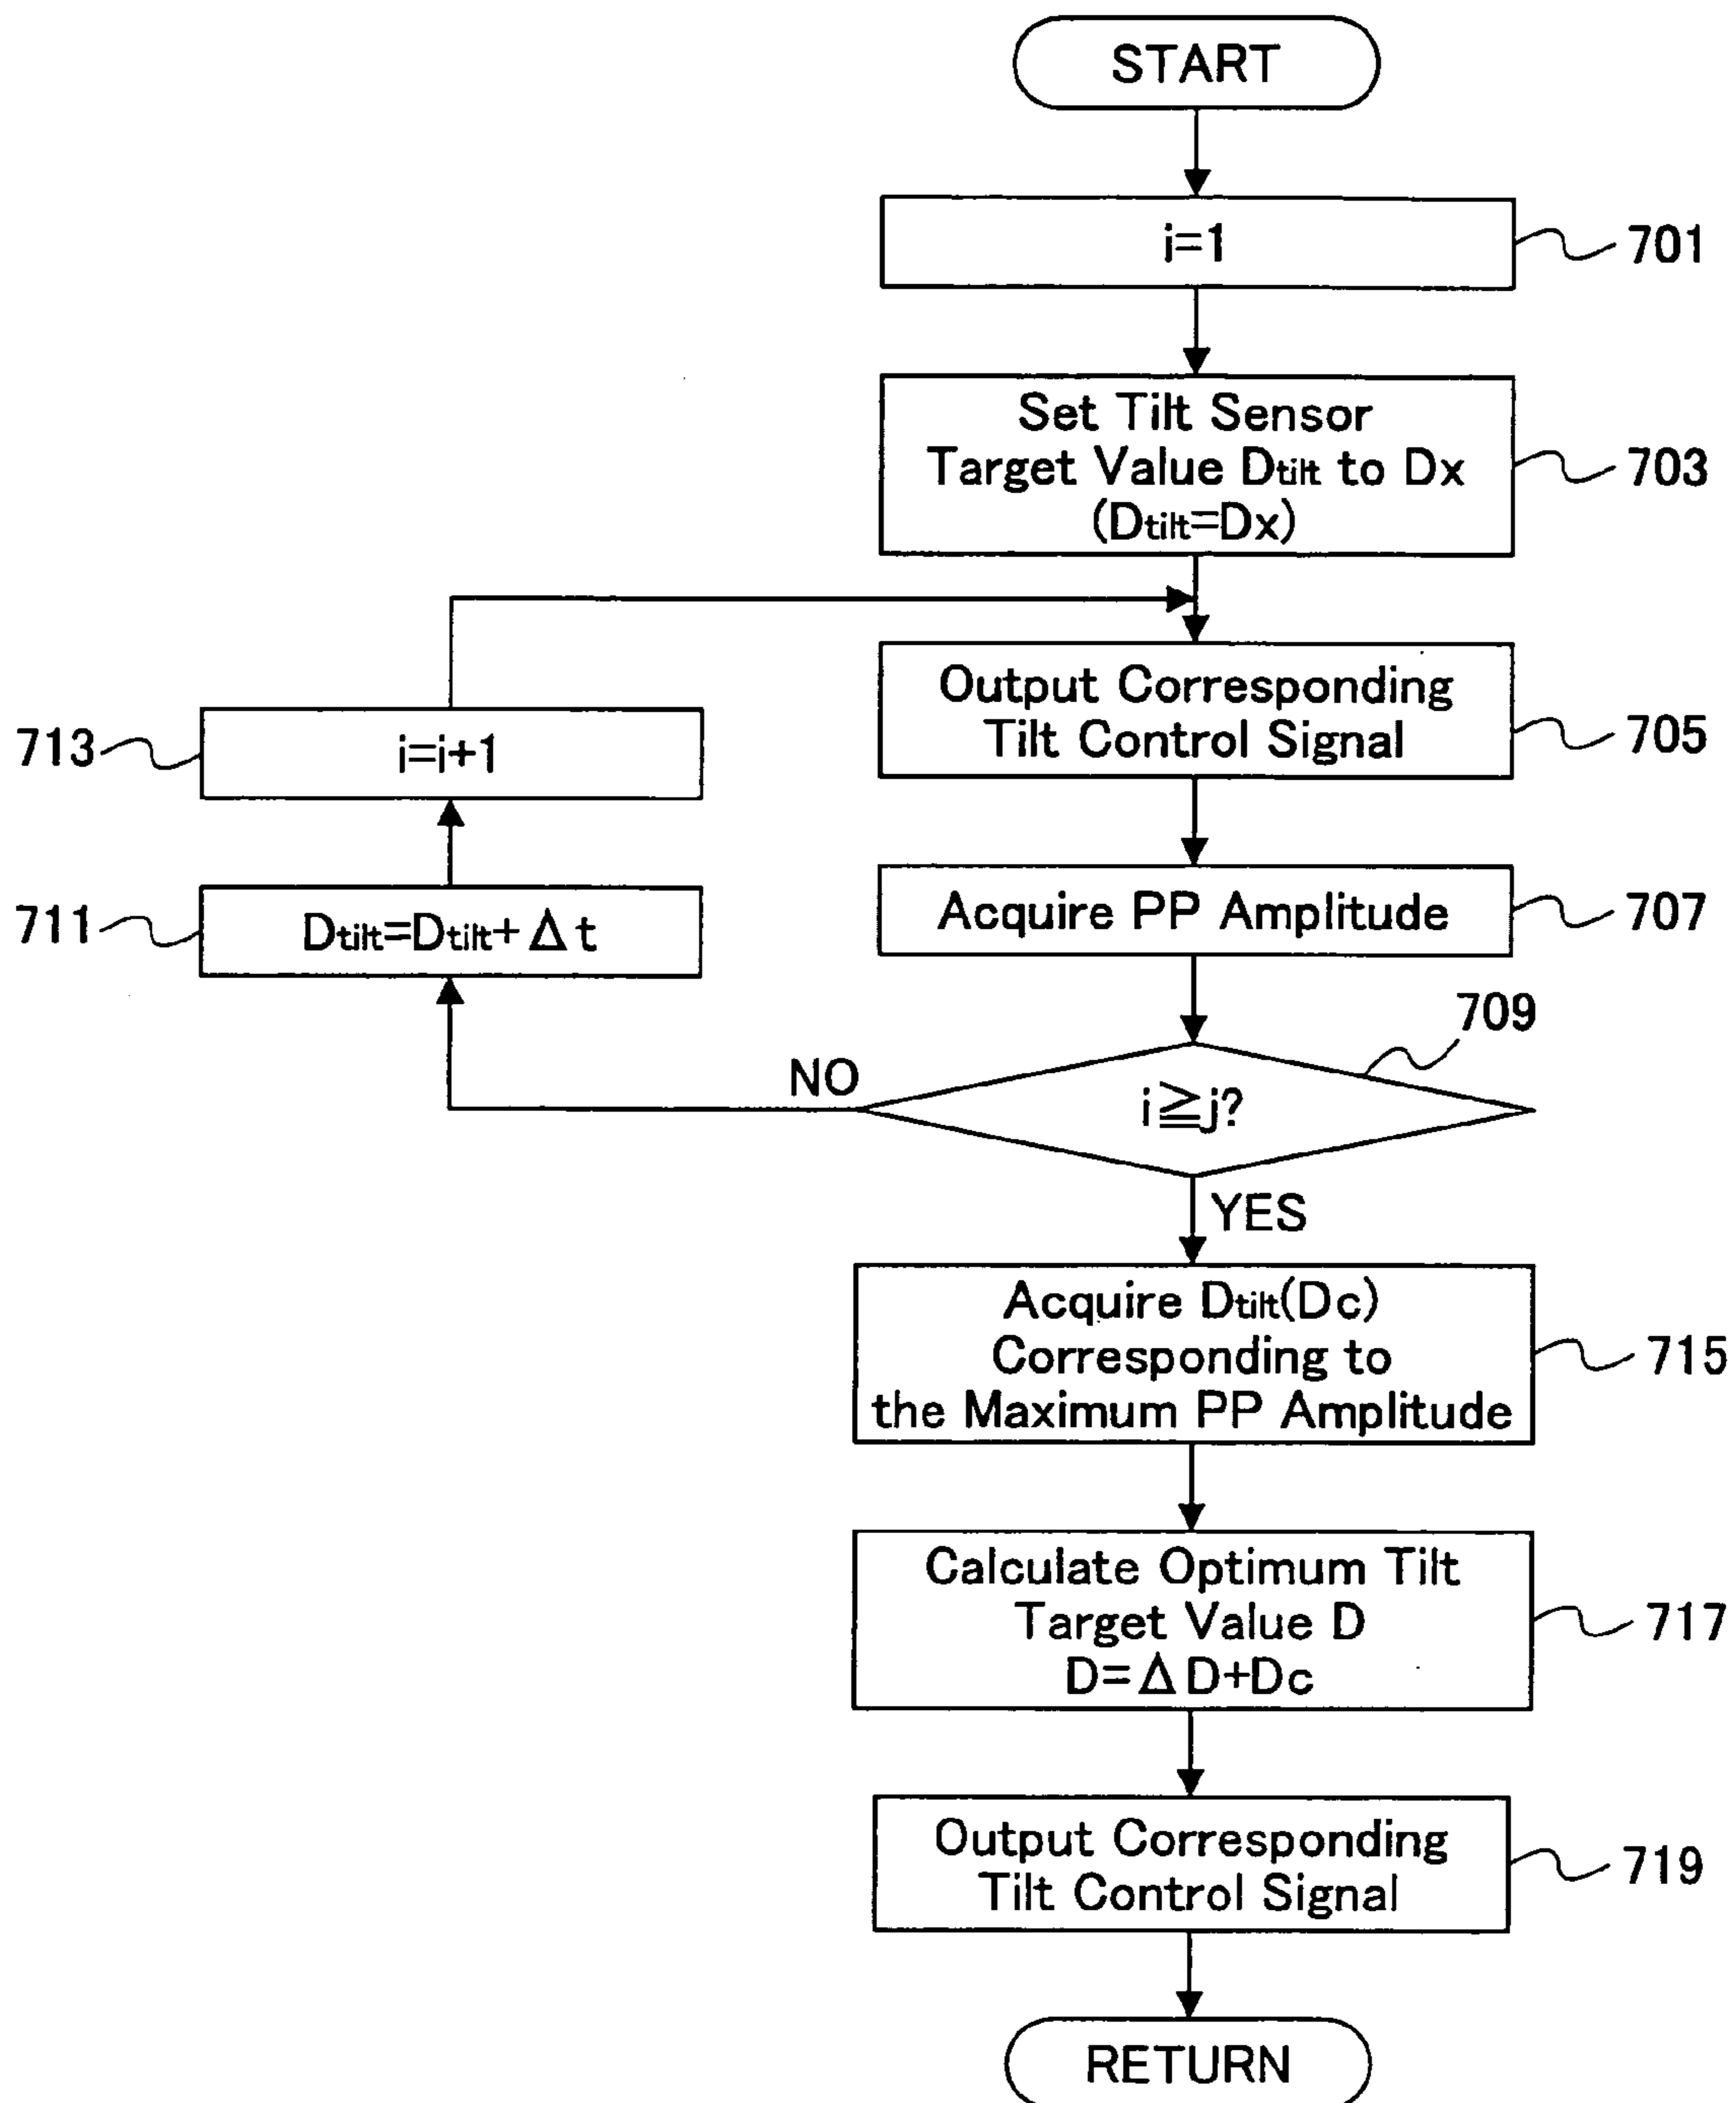 START
i=1
701
Set Tilt Sensor
Target Value Dtilt to Dx
(Dtilt=Dx)
703
Output Corresponding
Tilt Control Signal
705
713
i=i+1
Acquire PP Amplitude
707
711
Dtilt=Dtilt+Δt
709
NO
i≧j?
YES
Acquire Dtilt(Dc)
Corresponding to
the Maximum PP Amplitude
715
Calculate Optimum Tilt
Target Value D
D=ΔD+Dc
717
Output Corresponding
Tilt Control Signal
719
RETURN